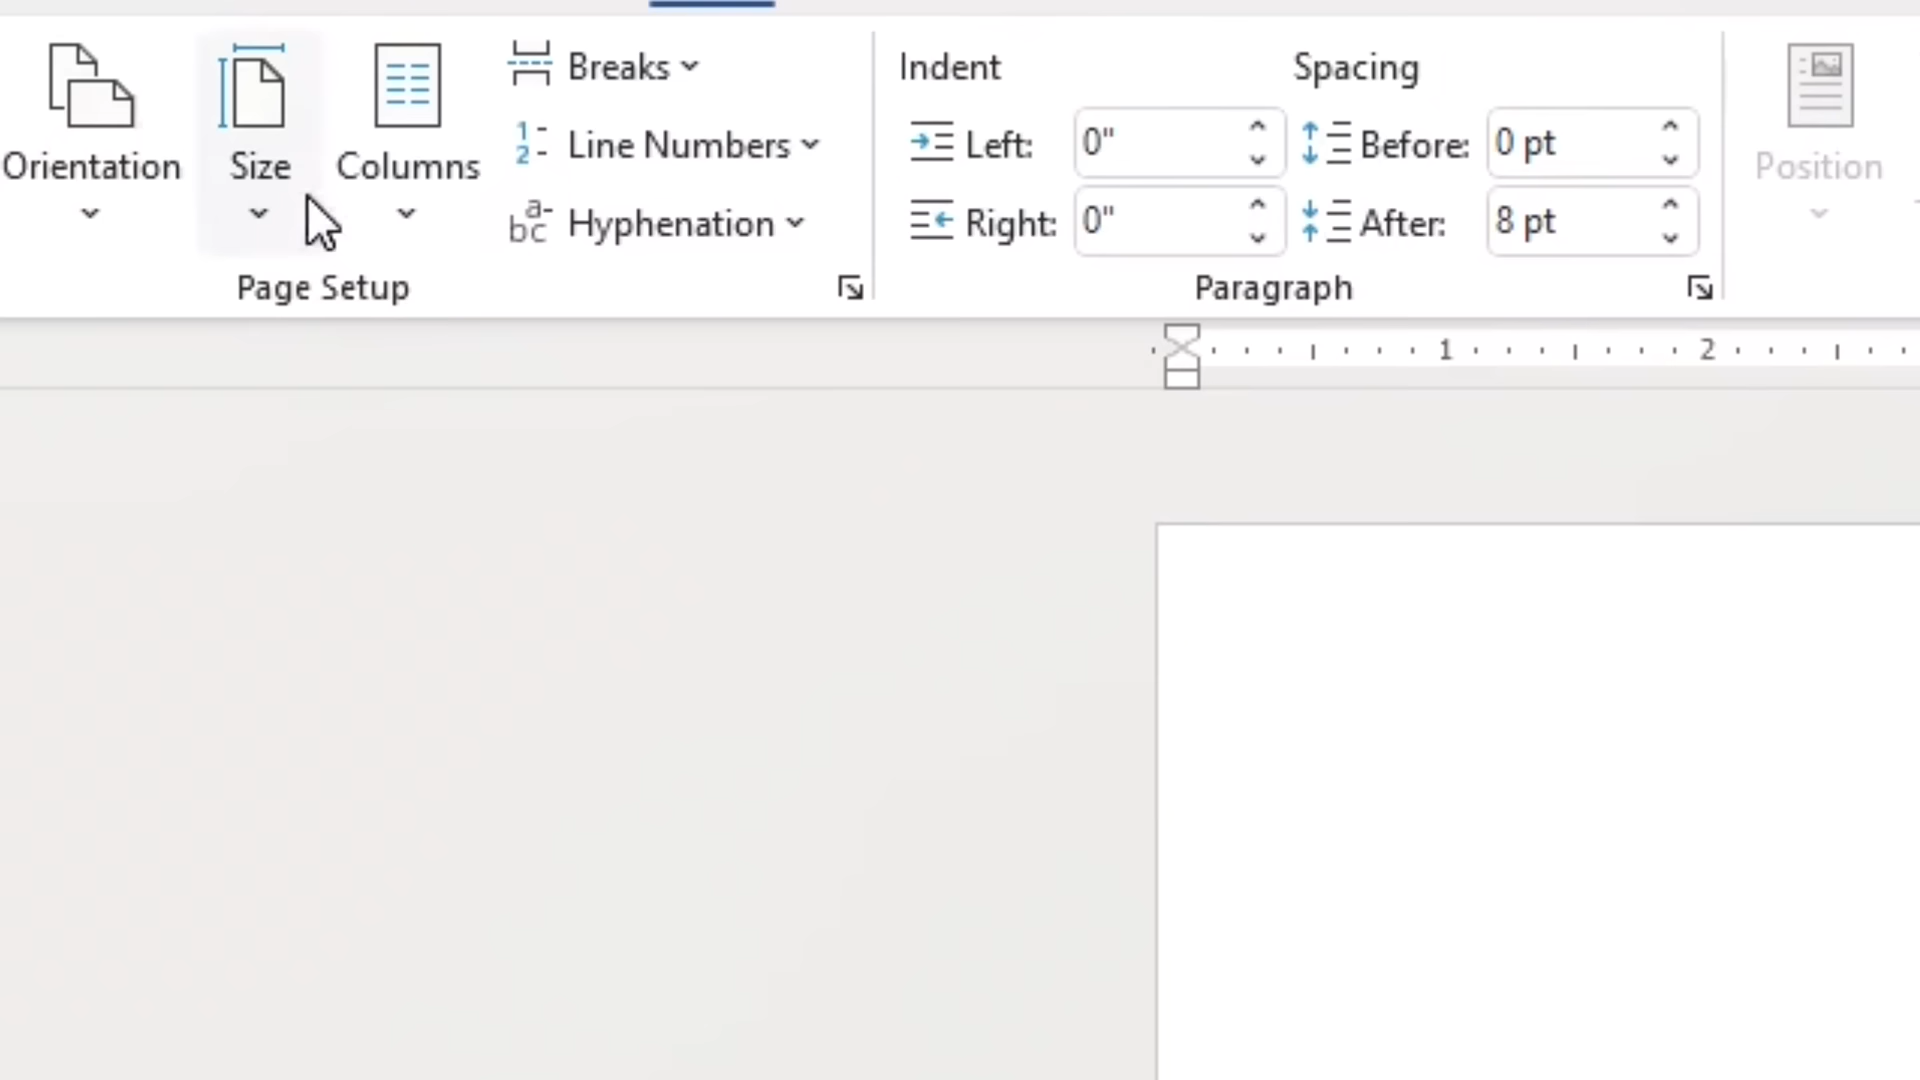 Orientation
Size
Columns
Breaks
Line Numbers
Hyphenation
Page Setup
Indent
Left: 0"
Right: 0"
Spacing
Before: 0 pt
After: 8 pt
Paragraph
Position
1 2